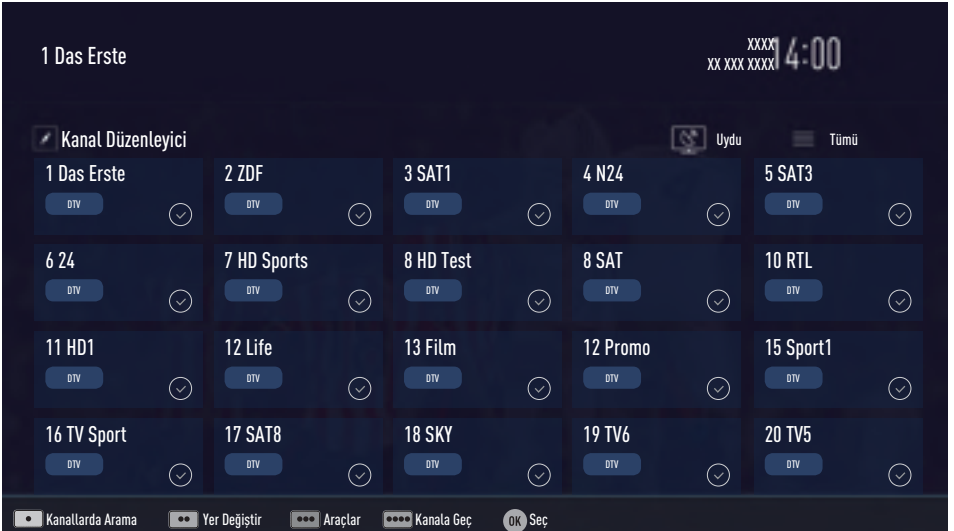 1 Das Erste
XXXX
XX XXX XXXX
14:00
Kanal Düzenleyici
Uydu
Tümü
1 Das Erste
2 ZDF
3 SAT1
4 N24
5 SAT3
DTV
DTV
DTV
DTV
DTV
6 24
7 HD Sports
8 HD Test
8 SAT
10 RTL
DTV
DTV
DTV
DTV
DTV
11 HD1
12 Life
13 Film
12 Promo
15 Sport1
DTV
DTV
DTV
DTV
DTV
16 TV Sport
17 SAT8
18 SKY
19 TV6
20 TV5
DTV
DTV
DTV
DTV
DTV
Kanallarda Arama
Yer Değiştir
Araçlar
Kanala Geç
OK Seç